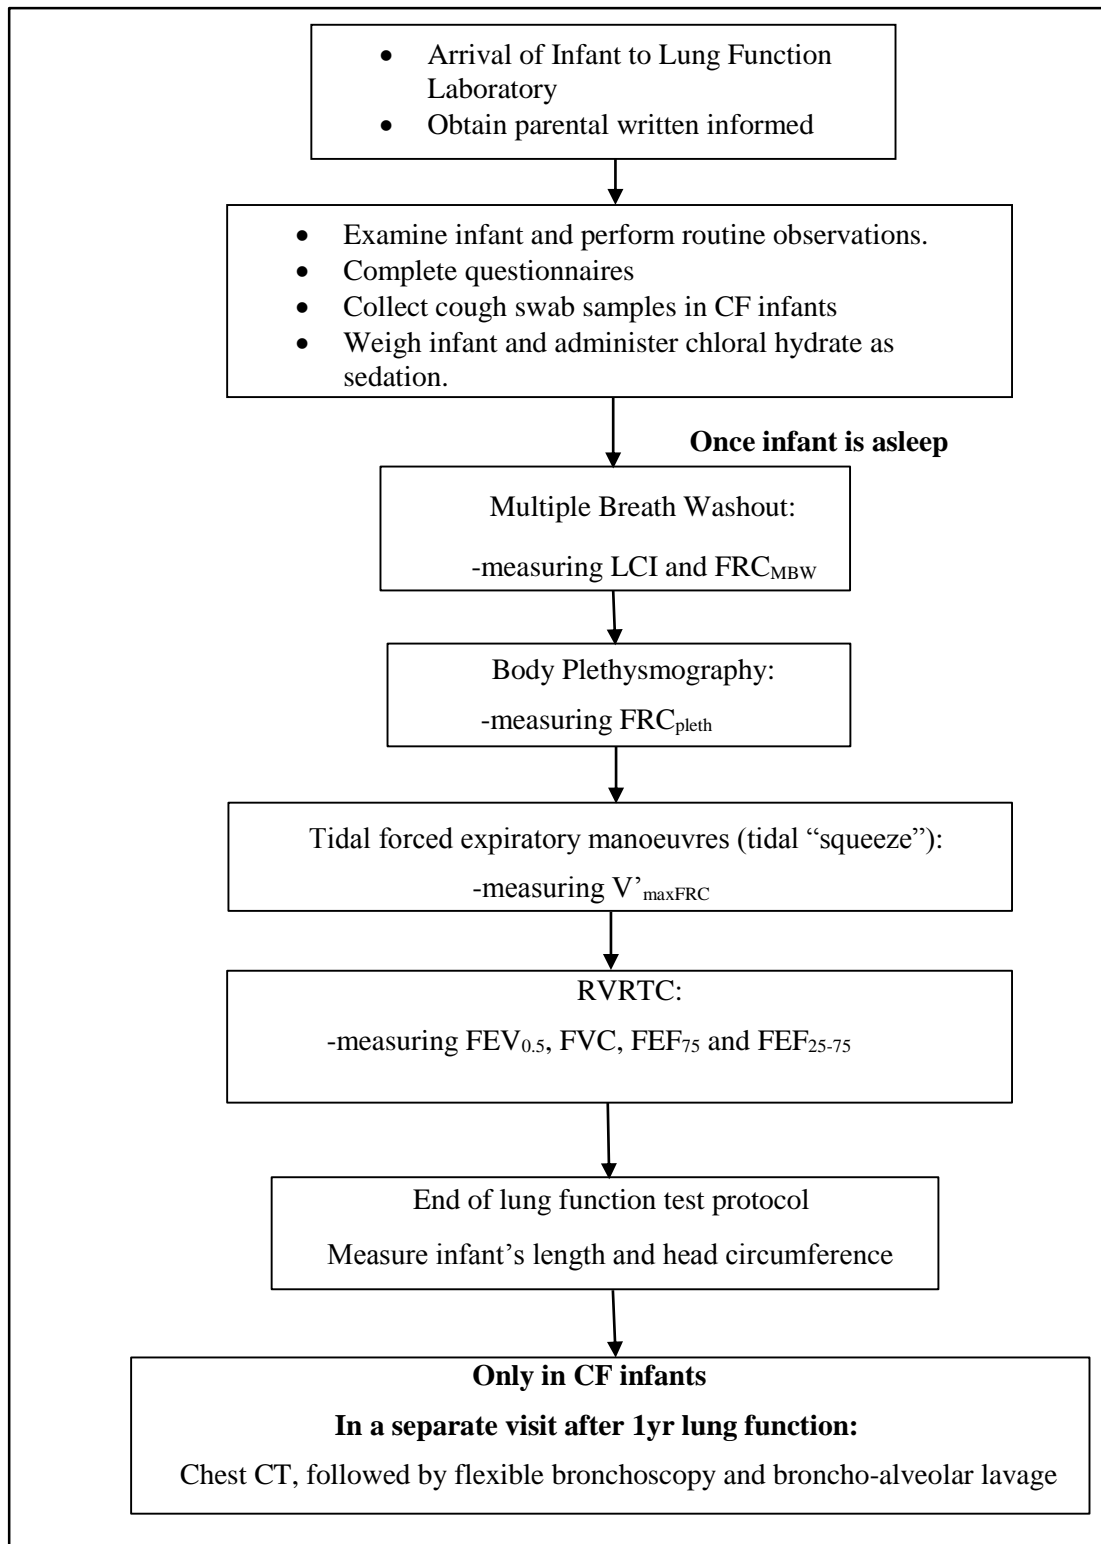 • Arrival of Infant to Lung Function
Laboratory
• Obtain parental written informed
• Examine infant and perform routine observations.
• Complete questionnaires
• Collect cough swab samples in CF infants
• Weigh infant and administer chloral hydrate as
sedation.
Once infant is asleep
Multiple Breath Washout:
-measuring LCI and FRCMBW
Body Plethysmography:
-measuring FRCpleth
Tidal forced expiratory manoeuvres (tidal “squeeze”):
-measuring V’maxFRC
RVRTC:
-measuring FEV0.5, FVC, FEF75 and FEF25-75
End of lung function test protocol
Measure infant’s length and head circumference
Only in CF infants
In a separate visit after 1yr lung function:
Chest CT, followed by flexible bronchoscopy and broncho-alveolar lavage